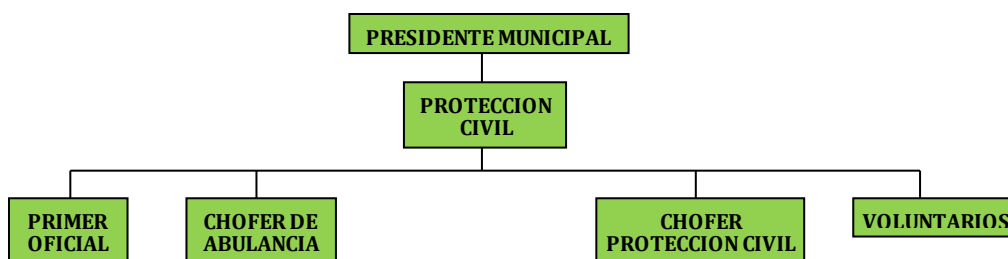 PRESIDENTE MUNICIPAL
PROTECCION
CIVIL
PRIMER
OFICIAL
CHOFER DE
ABULANCIA
CHOFER
PROTECCION CIVIL
VOLUNTARIOS